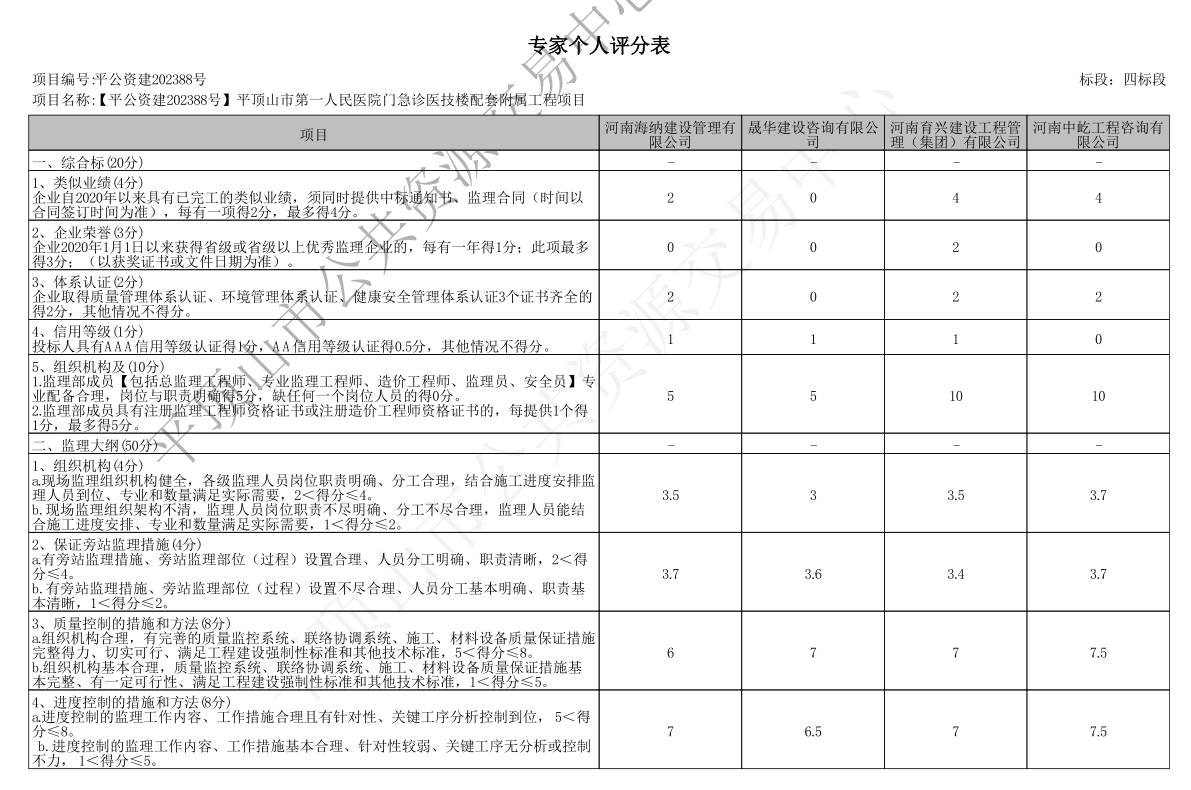 专家个人评分表
项目编号:平公资建202388号
标段：四标段
项目名称:【平公资建202388号】平顶山市第一人民医院门急诊医技楼配套附属工程项目
项目
河南海纳建设管理有限公司
晟华建设咨询有限公司
河南育兴建设工程管理（集团）有限公司
河南中屹工程咨询有限公司
一、综合标(20分)
－ － － －
1、类似业绩(4分)
企业自2020年以来具有已完工的类似业绩，须同时提供中标通知书、监理合同（时间以
合同签订时间为准），每有一项得2分，最多得4分。
2 0 4 4
2、企业荣誉(3分)
企业2020年1月1日以来获得省级或省级以上优秀监理企业的，每有一年得1分；此项最多
得3分；（以获奖证书或文件日期为准）。
0 0 2 0
3、体系认证(2分)
企业取得质量管理体系认证、环境管理体系认证、健康安全管理体系认证3个证书齐全的
得2分，其他情况不得分。
2 0 2 2
4、信用等级(1分)
投标人具有AAA信用等级认证得1分，AA信用等级认证得0.5分，其他情况不得分。
1 1 1 0
5、组织机构及(10分)
1.监理部成员【包括总监理工程师、专业监理工程师、造价工程师、监理员、安全员】专
业配备合理，岗位与职责明确得5分，缺任何一个岗位人员的得0分。
2.监理部成员具有注册监理工程师资格证书或注册造价工程师资格证书的，每提供1个得
1分，最多得5分。
5 5 10 10
二、监理大纲(50分)
－ － － －
1、组织机构(4分)
a.现场监理组织机构健全，各级监理人员岗位职责明确、分工合理，结合施工进度安排监
理人员到位、专业和数量满足实际需要，2＜得分≤4。
b.现场监理组织架构不清，监理人员岗位职责不尽明确、分工不尽合理，监理人员能结
合施工进度安排、专业和数量满足实际需要，1＜得分≤2。
3.5 3 3.5 3.7
2、保证旁站监理措施(4分)
a.有旁站监理措施、旁站监理部位（过程）设置合理、人员分工明确、职责清晰，2＜得
分≤4。
b.有旁站监理措施、旁站监理部位（过程）设置不尽合理、人员分工基本明确、职责基
本清晰，1＜得分≤2。
3.7 3.6 3.4 3.7
3、质量控制的措施和方法(8分)
a.组织机构合理，有完善的质量监控系统、联络协调系统、施工、材料设备质量保证措施
完整得力、切实可行、满足工程建设强制性标准和其他技术标准，5＜得分≤8。
b.组织机构基本合理，质量监控系统、联络协调系统、施工、材料设备质量保证措施基
本完整、有一定可行性、满足工程建设强制性标准和其他技术标准，1＜得分≤5。
6 7 7 7.5
4、进度控制的措施和方法(8分)
a.进度控制的监理工作内容、工作措施合理且有针对性、关键工序分析控制到位， 5＜得
分≤8。
b.进度控制的监理工作内容、工作措施基本合理、针对性较弱、关键工序无分析或控制
不力， 1＜得分≤5。
7 6.5 7 7.5
平顶山市公共资源交易中心
平顶山市公共资源交易中心